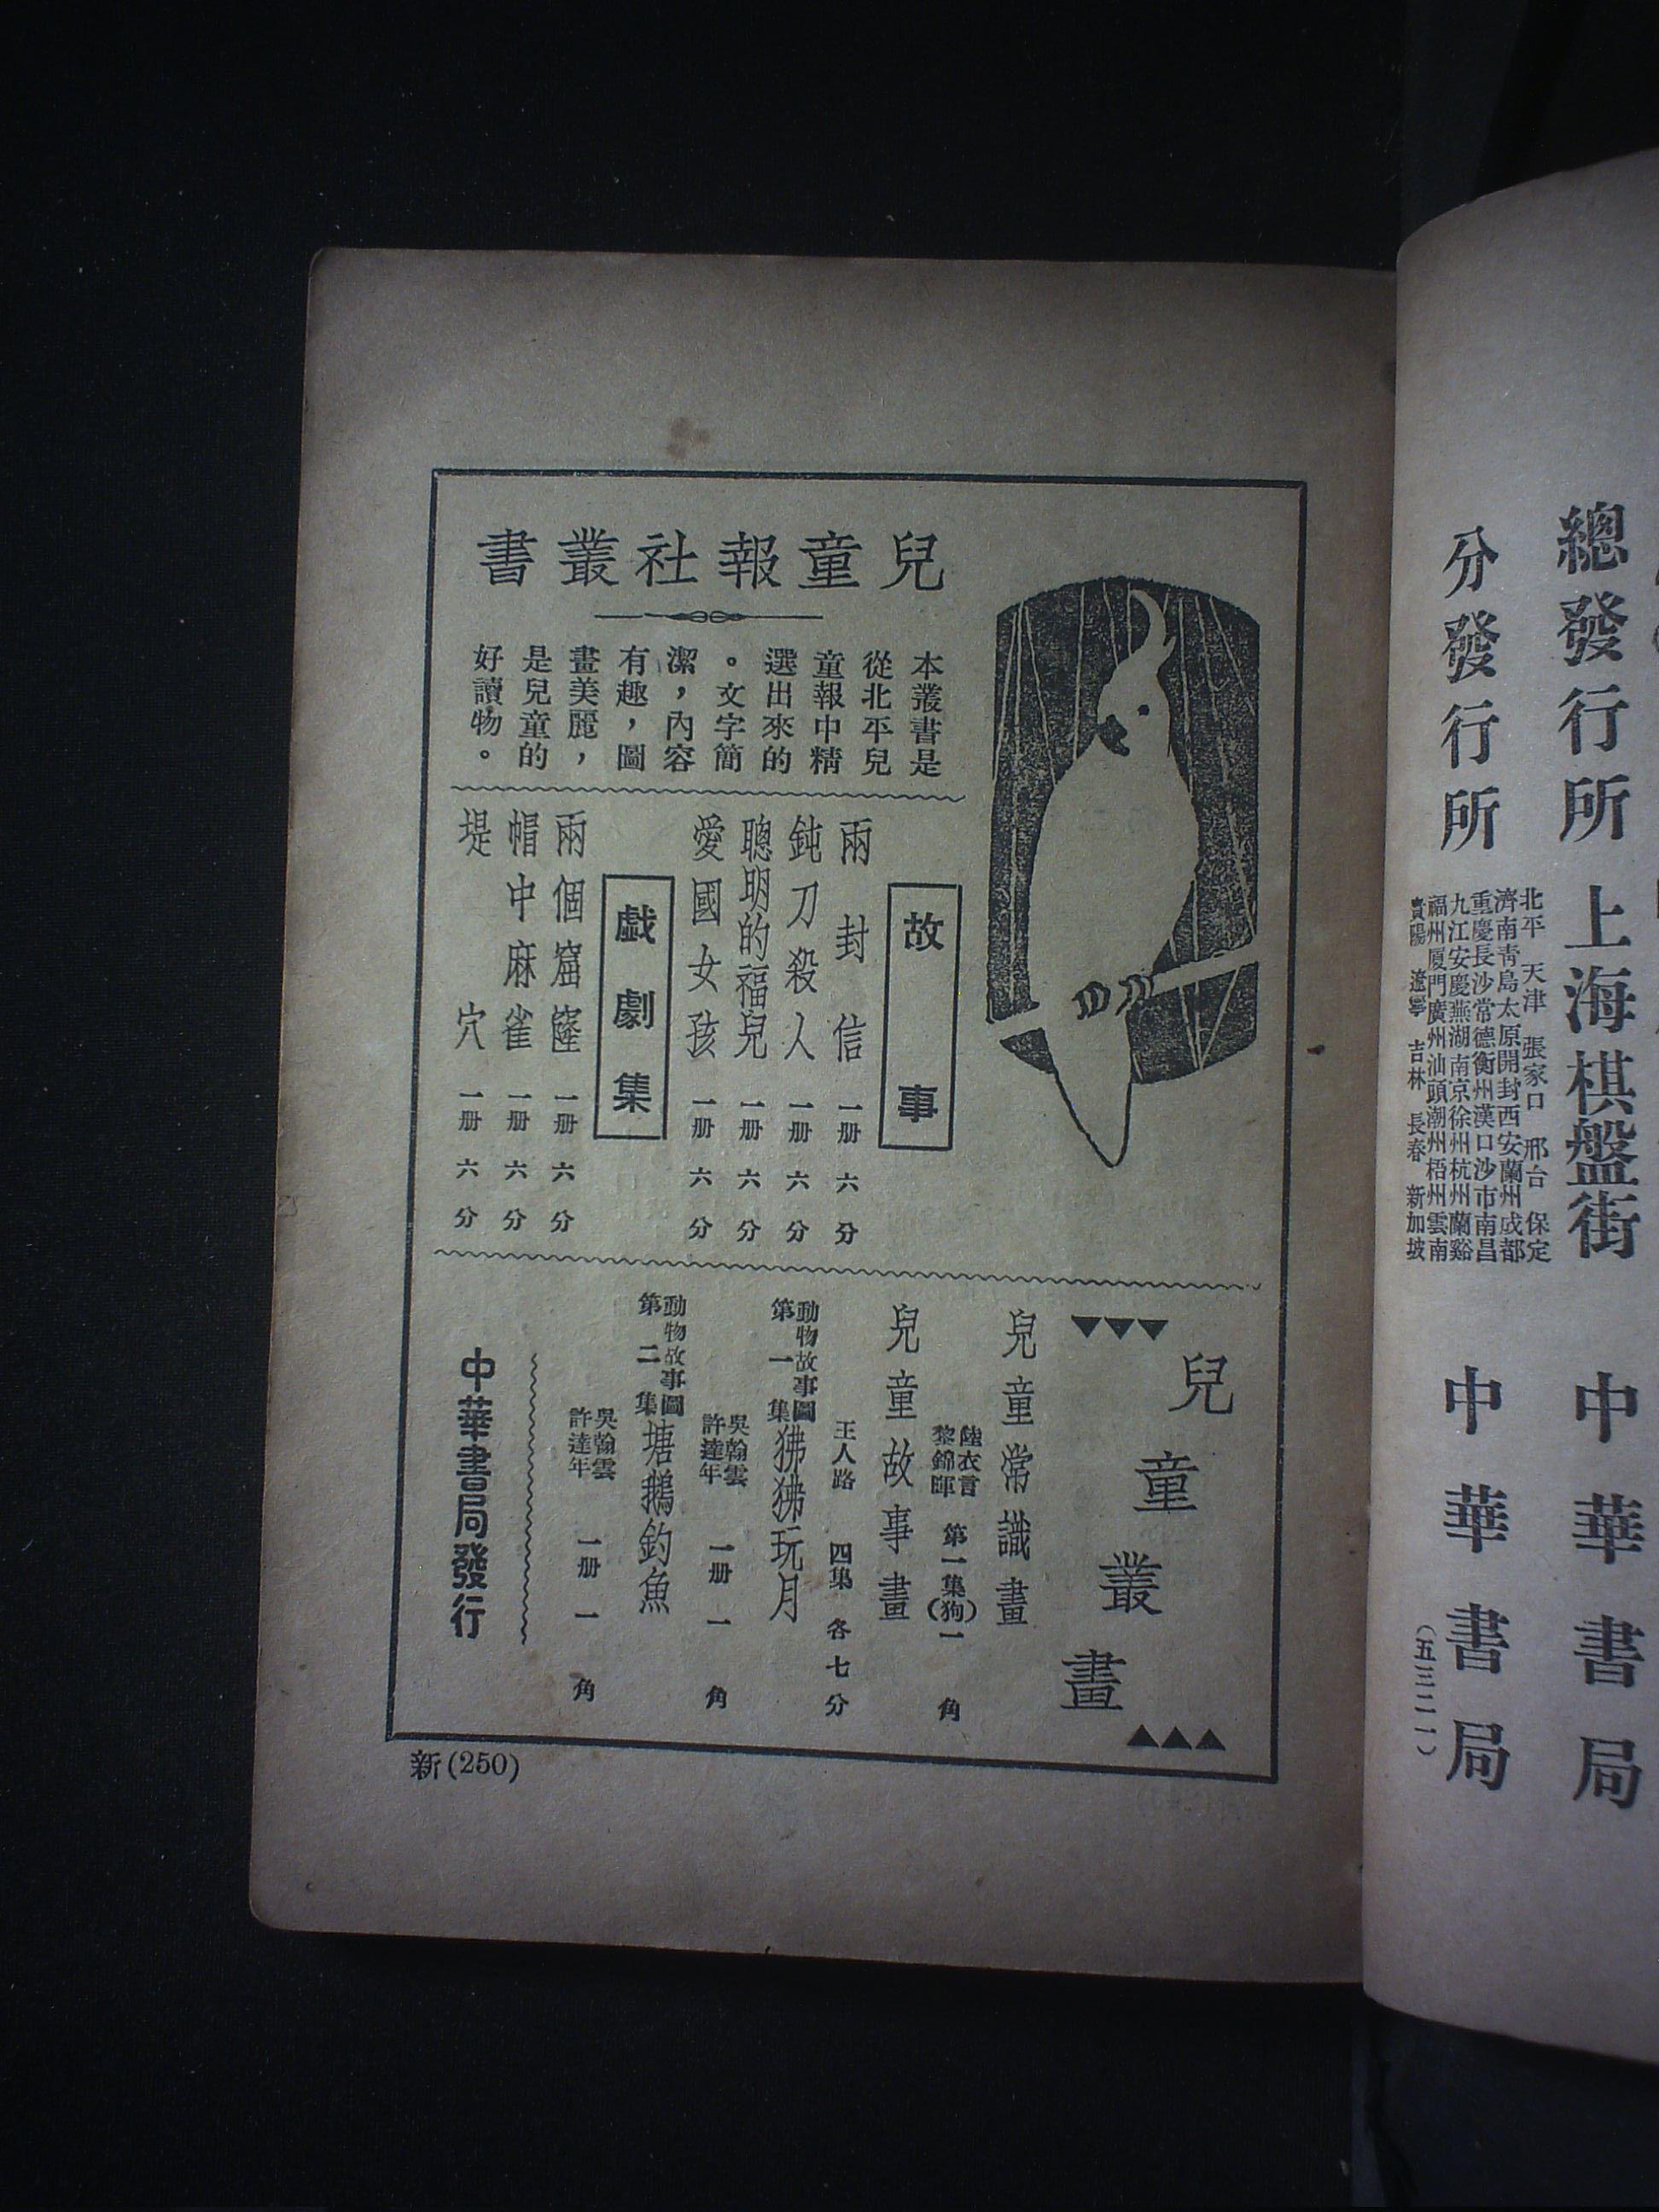 總發行所 上海棋盤街 中華書局
分發行所
北平 天津 張家口 邢台 保定
濟南青島太原開封西安蘭州成都
重慶長沙常德衡州漢口沙市南昌
九江安慶蕪湖南京徐州杭州蘭谿
福州厦門廣州汕頭潮州梧州雲南
貴陽 遼寧 吉林 長春 新加坡
中華書局
(五三二一)
兒童報社叢書
本叢書是
從北平兒
童報中精
選出來的
。文字簡
潔,內容
有趣,圖
畫美麗,
是兒童的
好讀物。
故事
兩封信 一册 六分
鈍刀殺人 一册 六分
聰明的福兒 一册 六分
愛國女孩 一册 六分
戲劇集
兩個窟窿 一册 六分
帽中麻雀 一册 六分
堤穴 一册 六分
▼▼▼兒童叢畫▲▲▲
兒童常識畫
陸衣言
黎錦暉 第一集(狗)一角
兒童故事畫
王人路 四集 各七分
動物故事圖
第一集 狒狒玩月
吳翰雲
許達年 一册 一角
動物故事圖
第二集 塘鵝釣魚
吳翰雲
許達年 一册 一角
中華書局發行
新(250)